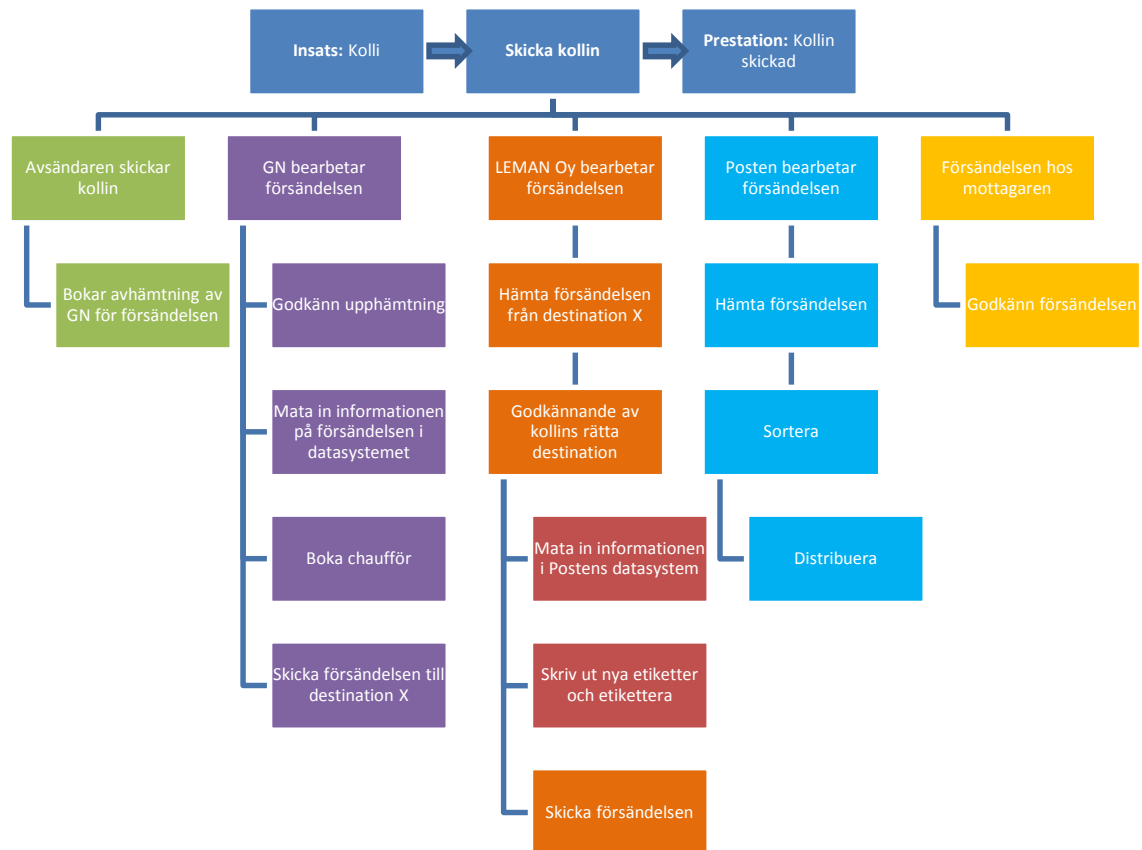 Insats: Kolli
Skicka kollin
Prestation: Kollin
skickad
Avsändaren skickar
kollin
GN bearbetar
försändelsen
LEMAN Oy bearbetar
försändelsen
Posten bearbetar
försändelsen
Försändelsen hos
mottagaren
Bokar avhämtning av
GN för försändelsen
Godkänn upphämtning
Hämta försändelsen
från destination X
Hämta försändelsen
Godkänn försändelsen
Mata in informationen
på försändelsen i
datasystemet
Godkännande av
kollins rätta
destination
Sortera
Boka chaufför
Mata in informationen
i Postens datasystem
Distribuera
Skicka försändelsen till
destination X
Skriv ut nya etiketter
och etikettera
Skicka försändelsen